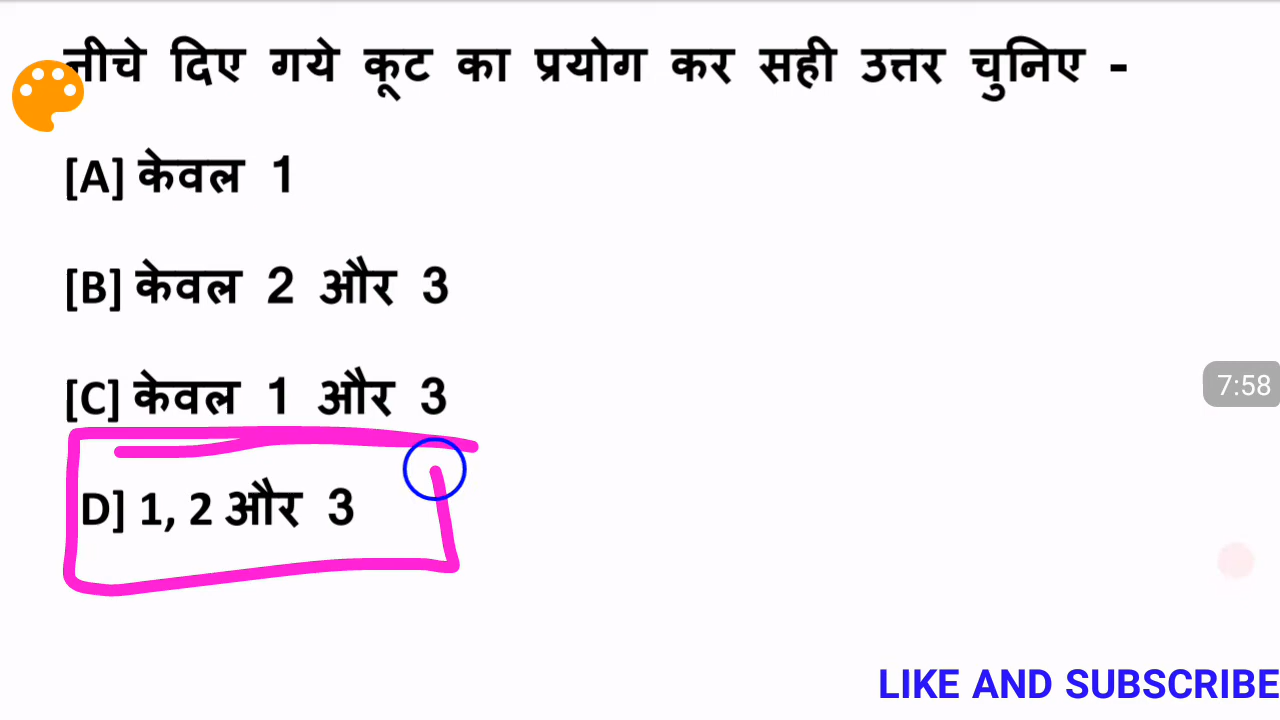 नीचे दिए गये कूट का प्रयोग कर सही उत्तर चुनिए -
[A] केवल 1
[B] केवल 2 और 3
[C] केवल 1 और 3
7:58
D] 1, 2 और 3
LIKE AND SUBSCRIBE